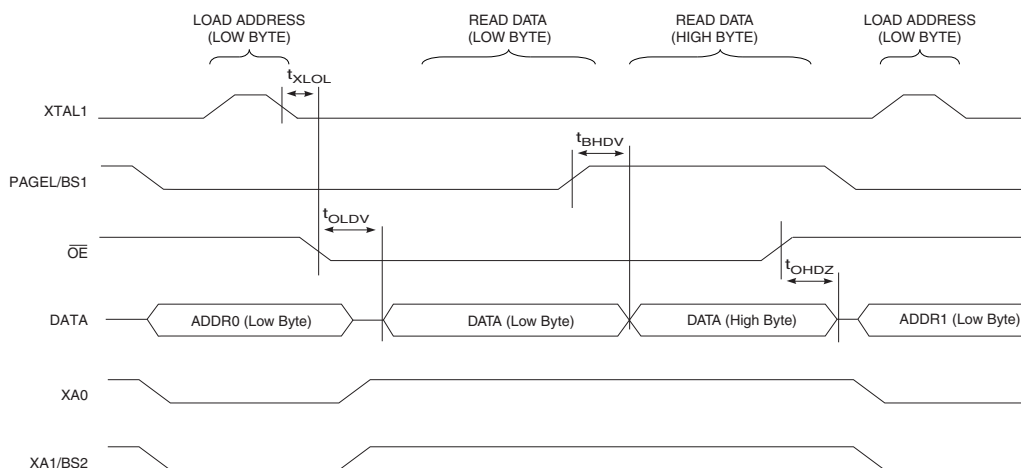 LOAD ADDRESS
(LOW BYTE)
READ DATA
(LOW BYTE)
READ DATA
(HIGH BYTE)
LOAD ADDRESS
(LOW BYTE)
tXLOL
XTAL1
tBHDV
PAGEL/BS1
tOLDV
OE
tOHDZ
DATA
ADDR0 (Low Byte)
DATA (Low Byte)
DATA (High Byte)
ADDR1 (Low Byte)
XA0
XA1/BS2